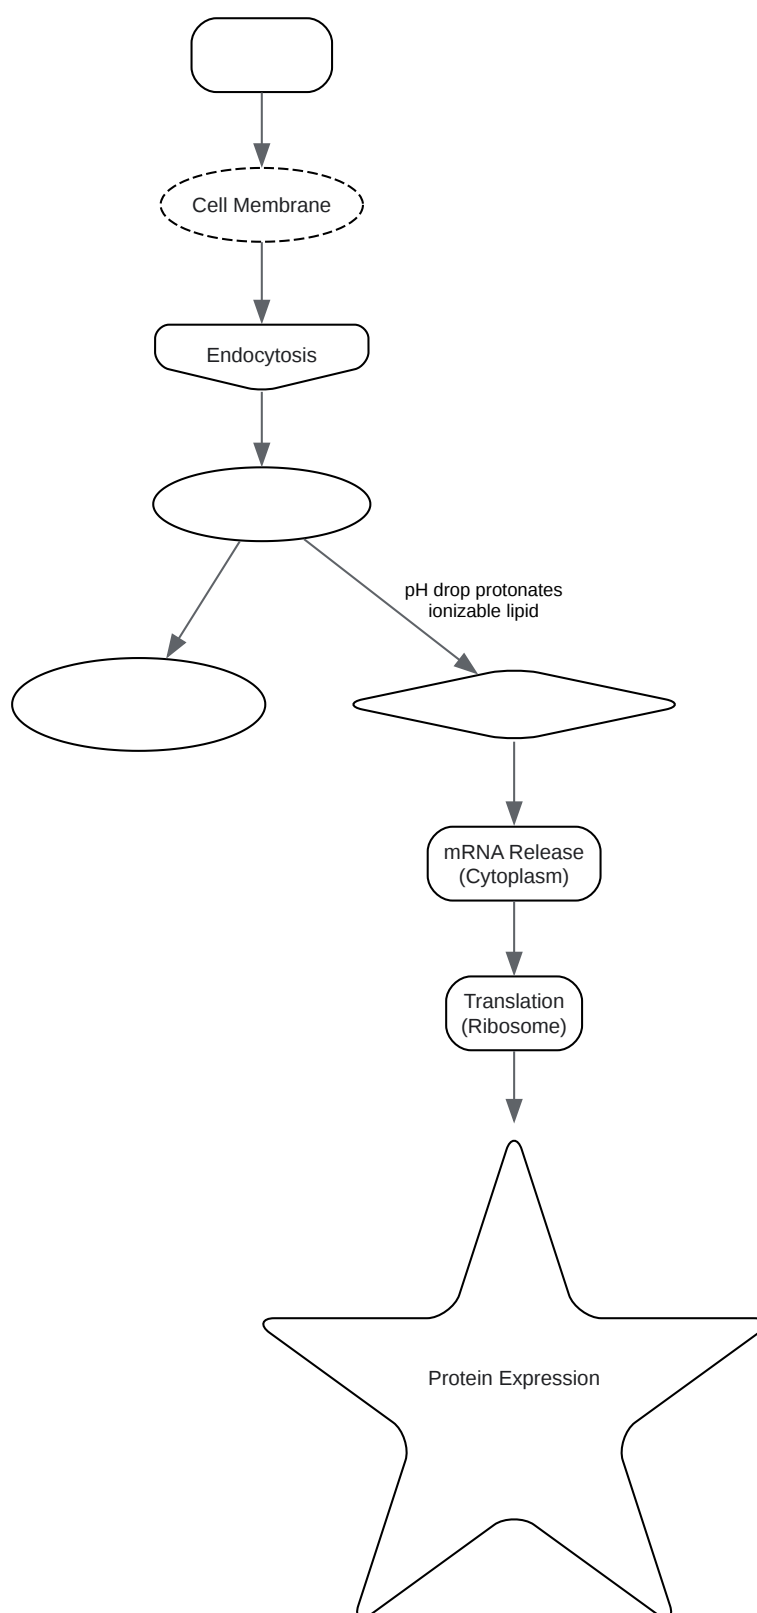 Cell Membrane
Endocytosis
pH drop protonates
ionizable lipid
mRNA Release
(Cytoplasm)
Translation
(Ribosome)
Protein Expression